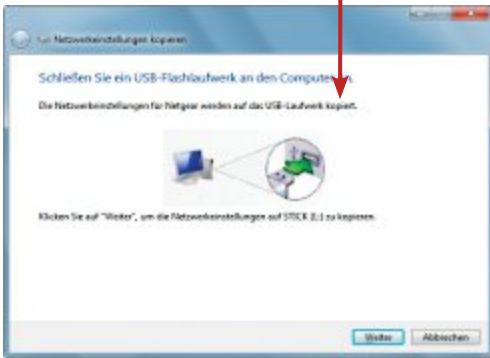 Netzwerkeinstellungen kopieren
Schließen Sie ein USB-Flashlaufwerk an den Computer an.
Die Netzwerkeinstellungen für Netgear werden auf das USB-Laufwerk kopiert.
Klicken Sie auf "Weiter", um die Netzwerkeinstellungen auf STICK (L:) zu kopieren.
Weiter
Abbrechen